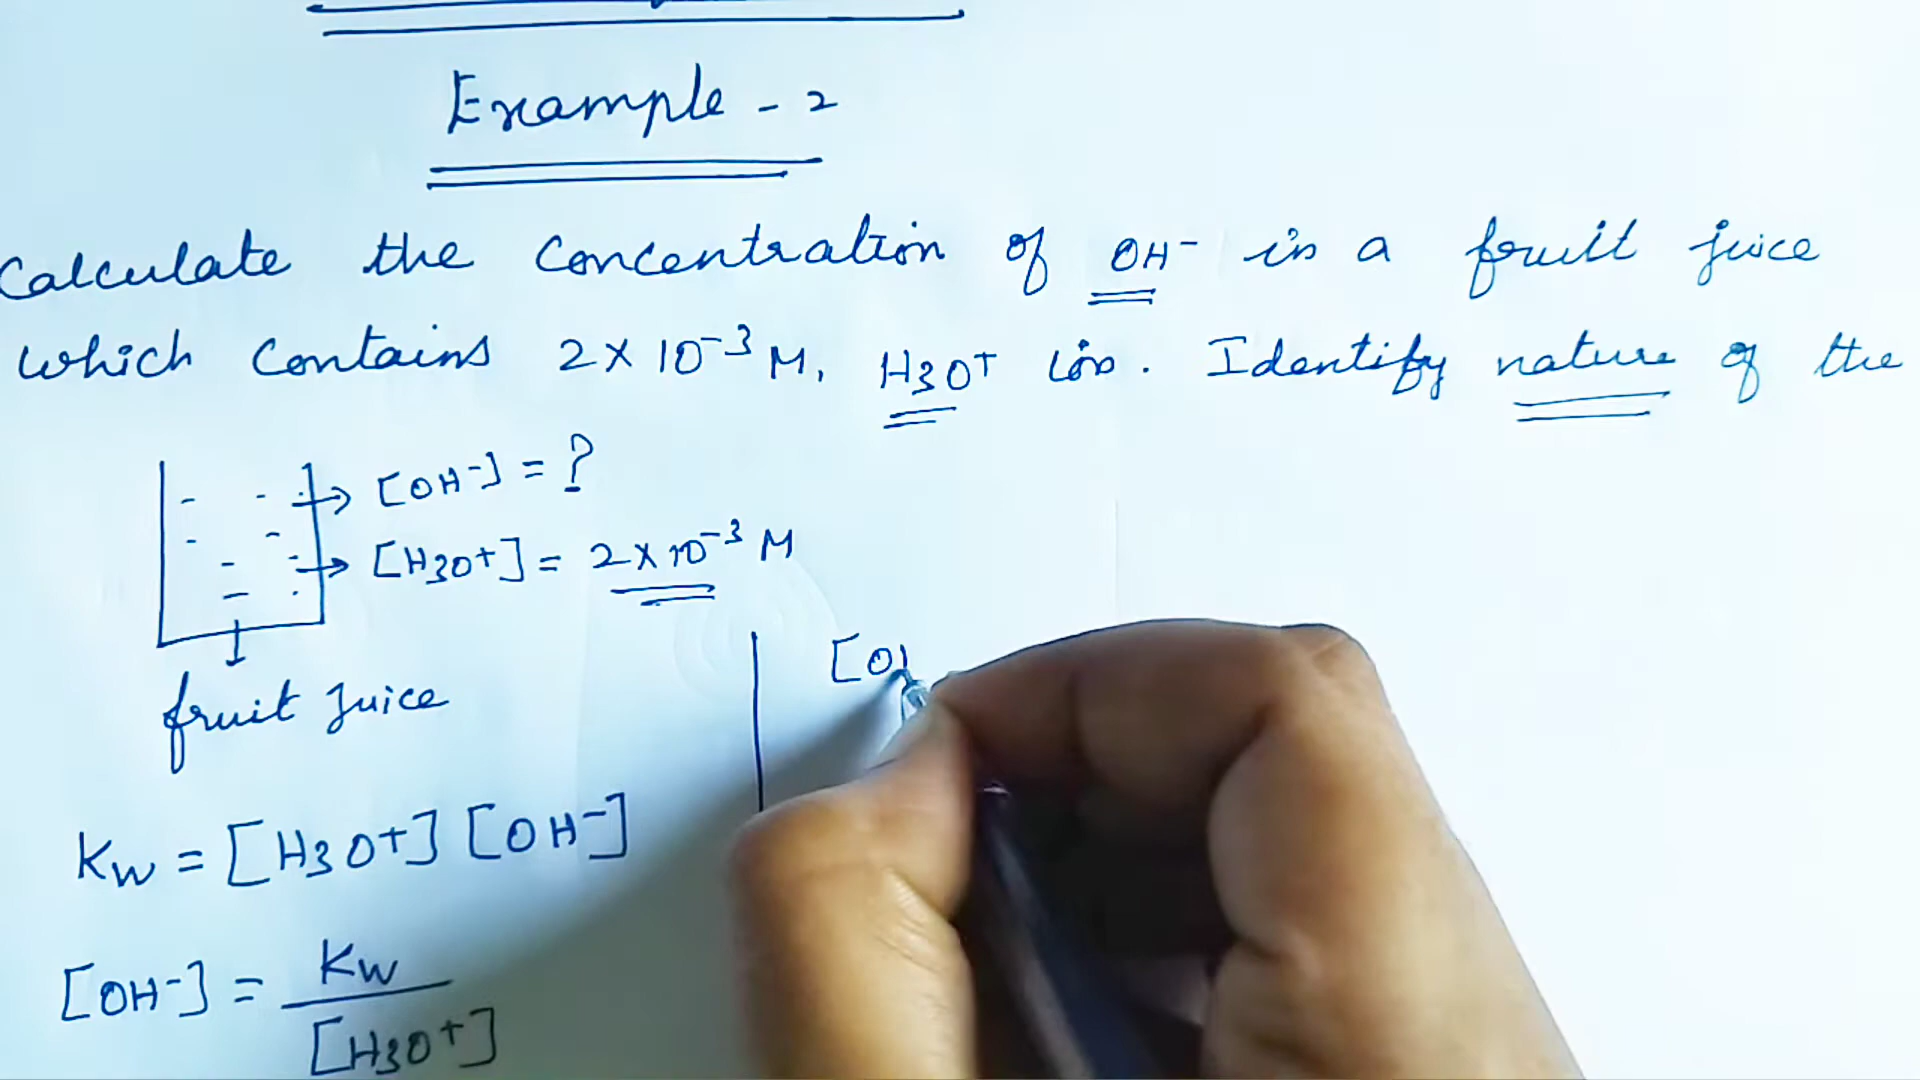 Example - 2
Calculate the concentration of OH⁻ in a fruit juice
which contains 2 × 10⁻³ M, H3O⁺ ion. Identify nature of the
[OH⁻] = ?
[H3O⁺] = 2 × 10⁻³ M
fruit juice
Kw = [H3O⁺] [OH⁻]
[OH⁻] = Kw / [H3O⁺]
[O